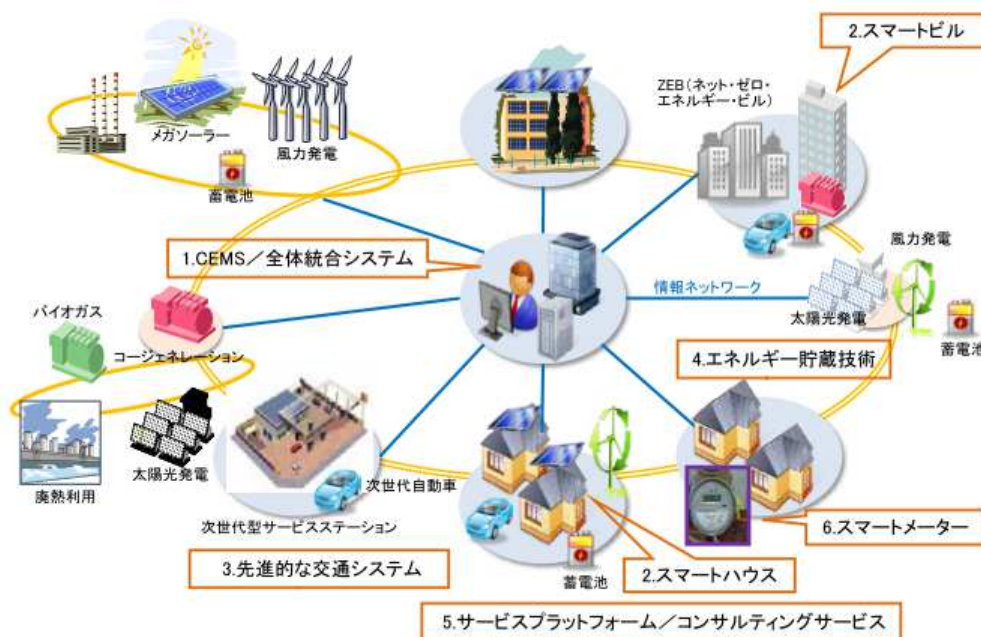 2.スマートビル
ZEB(ネット・ゼロ・
エネルギー・ビル)
メガソーラー
風力発電
蓄電池
1.CEMS／全体統合システム
風力発電
情報ネットワーク
太陽光発電
蓄電池
バイオガス
コージェネレーション
4.エネルギー貯蔵技術
廃熱利用
太陽光発電
次世代自動車
次世代型サービスステーション
6.スマートメーター
3.先進的な交通システム
蓄電池
2.スマートハウス
5.サービスプラットフォーム／コンサルティングサービス